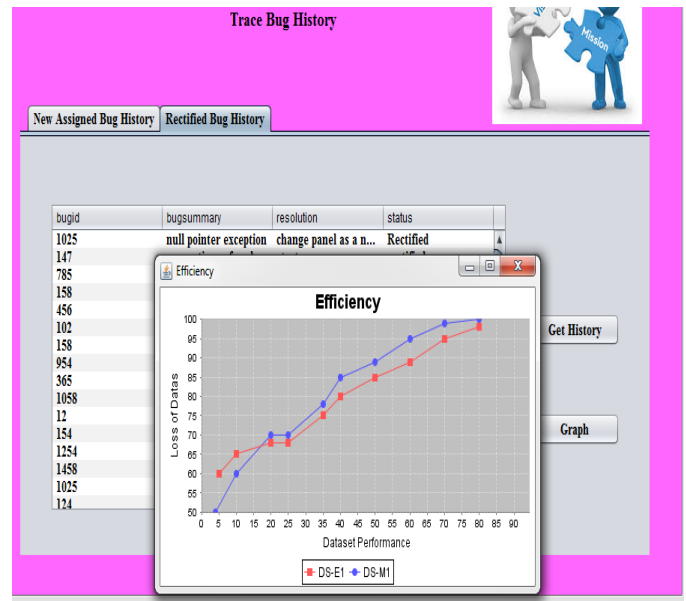 Trace Bug History
Mission
New Assigned Bug History Rectified Bug History
bugid bugsummary resolution status
1025 null pointer exception change panel as a n... Rectified
147
785
158
456
102
158
954
365
1058
12
154
1254
1458
1025
124
Efficiency
Efficiency
Loss of Datas
100
95
90
85
80
75
70
65
60
55
50
0 5 10 15 20 25 30 35 40 45 50 55 60 65 70 75 80 85 90
Dataset Performance
DS-E1 DS-M1
Get History
Graph